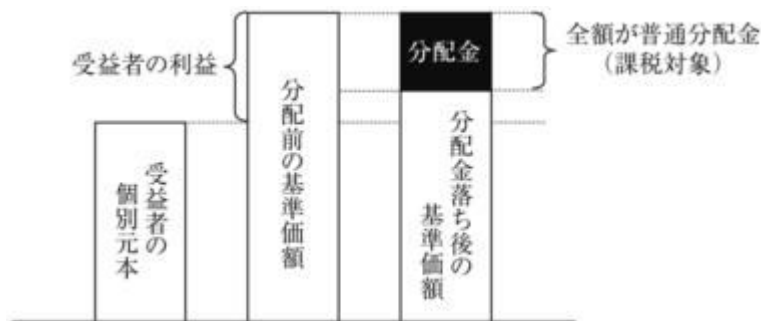 受益者の利益
受益者の
個別元本
分配前の基準価額
分配金
分配金落ち後の
基準価額
全額が普通分配金
（課税対象）